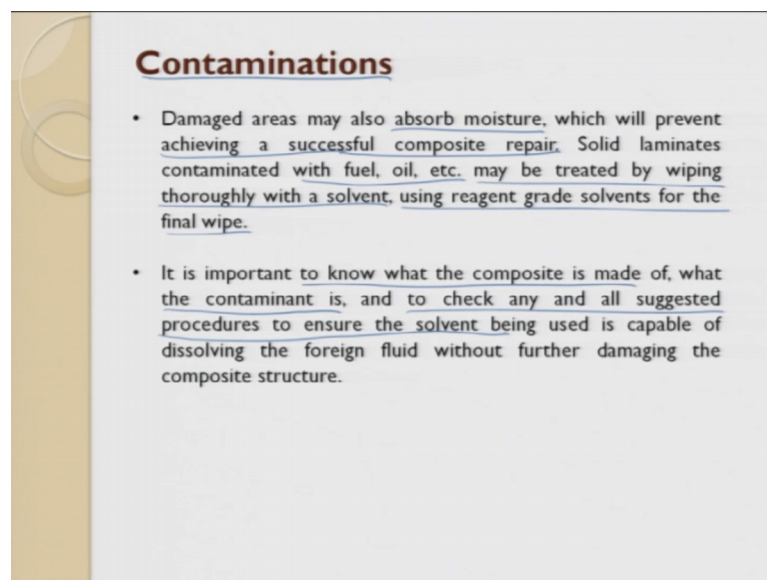 Contaminations
• Damaged areas may also absorb moisture, which will prevent
achieving a successful composite repair. Solid laminates
contaminated with fuel, oil, etc. may be treated by wiping
thoroughly with a solvent, using reagent grade solvents for the
final wipe.
• It is important to know what the composite is made of, what
the contaminant is, and to check any and all suggested
procedures to ensure the solvent being used is capable of
dissolving the foreign fluid without further damaging the
composite structure.